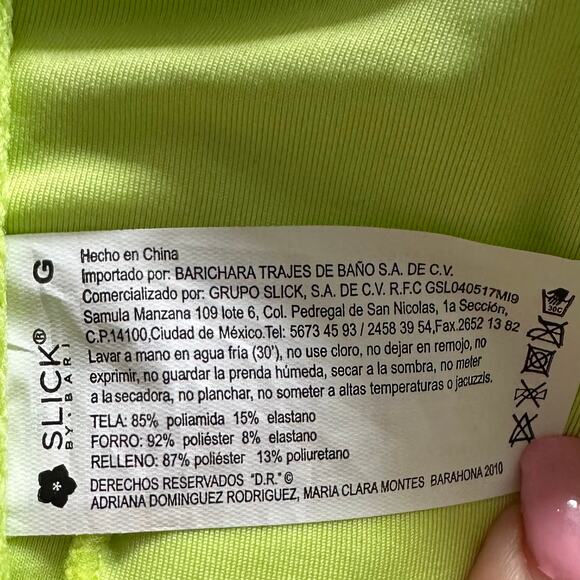 G
SLICK®
BY·BARI
Hecho en China
Importado por: BARICHARA TRAJES DE BAÑO S.A. DE C.V.
Comercializado por: GRUPO SLICK, S.A. DE C.V. R.F.C GSL040517MI9
Samula Manzana 109 lote 6, Col. Pedregal de San Nicolas, 1a Sección,
C.P.14100,Ciudad de México.Tel: 5673 45 93 / 2458 39 54,Fax.2652 13 82
Lavar a mano en agua fría (30'), no use cloro, no dejar en remojo, no
exprimir, no guardar la prenda húmeda, secar a la sombra, no meter
a la secadora, no planchar, no someter a altas temperaturas o jacuzzis.
TELA: 85% poliamida 15% elastano
FORRO: 92% poliéster 8% elastano
RELLENO: 87% poliéster 13% poliuretano
DERECHOS RESERVADOS "D.R." ©
ADRIANA DOMINGUEZ RODRIGUEZ, MARIA CLARA MONTES BARAHONA 2010
30C